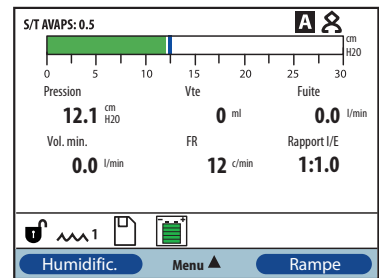 S/T AVAPS: 0.5 A
cm
H2O
0 5 10 15 20 25 30
Pression Vte Fuite
12.1 cm H20 0 ml 0.0 l/min
Vol. min. FR Rapport I/E
0.0 l/min 12 c/min 1:1.0
1
Humidific. Menu Rampe